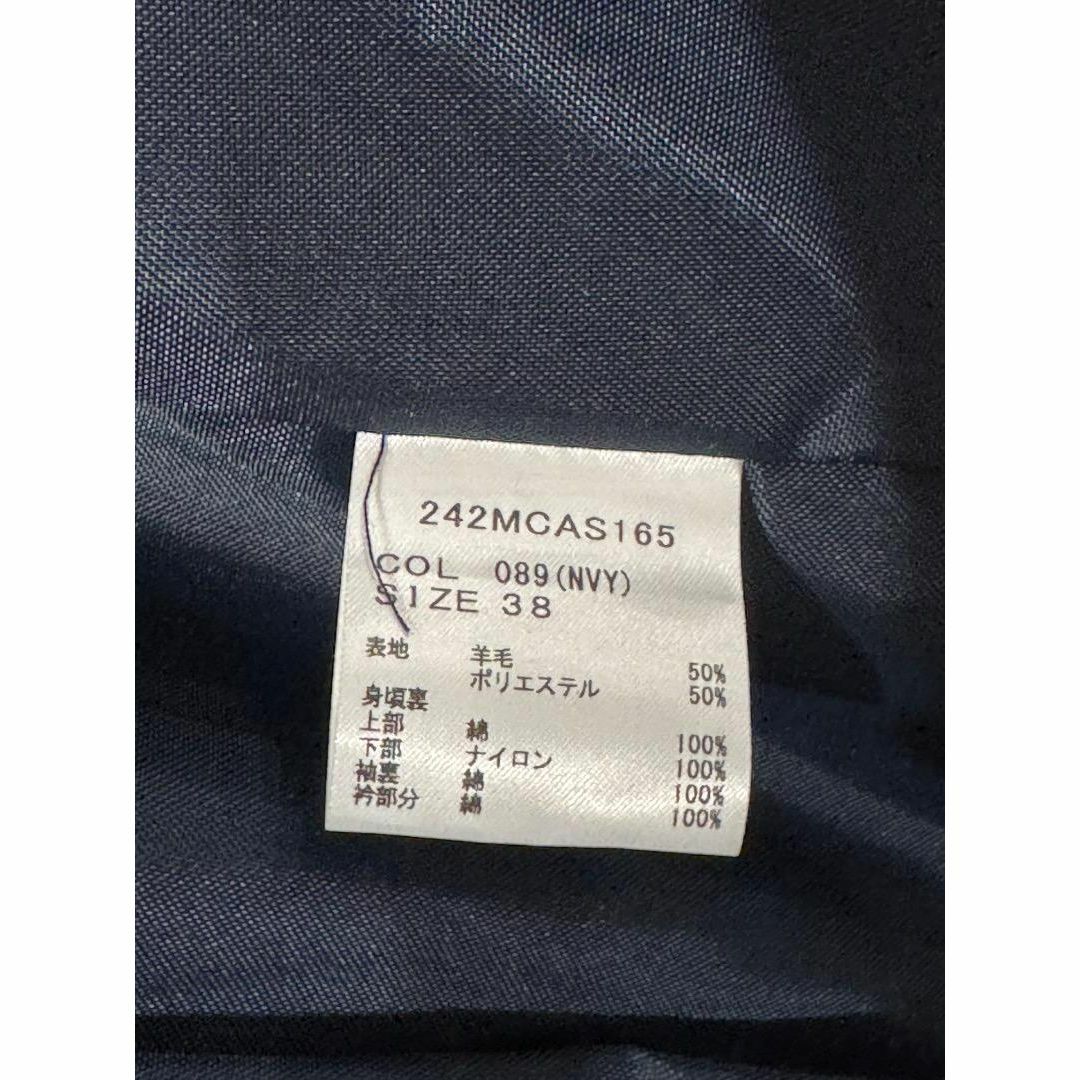 242MCAS165
COL 089(NVY)
SIZE 38
表地 羊毛 50%
ポリエステル 50%
身頃裏
上部 綿 100%
下部 ナイロン 100%
袖裏 綿 100%
衿部分 綿 100%